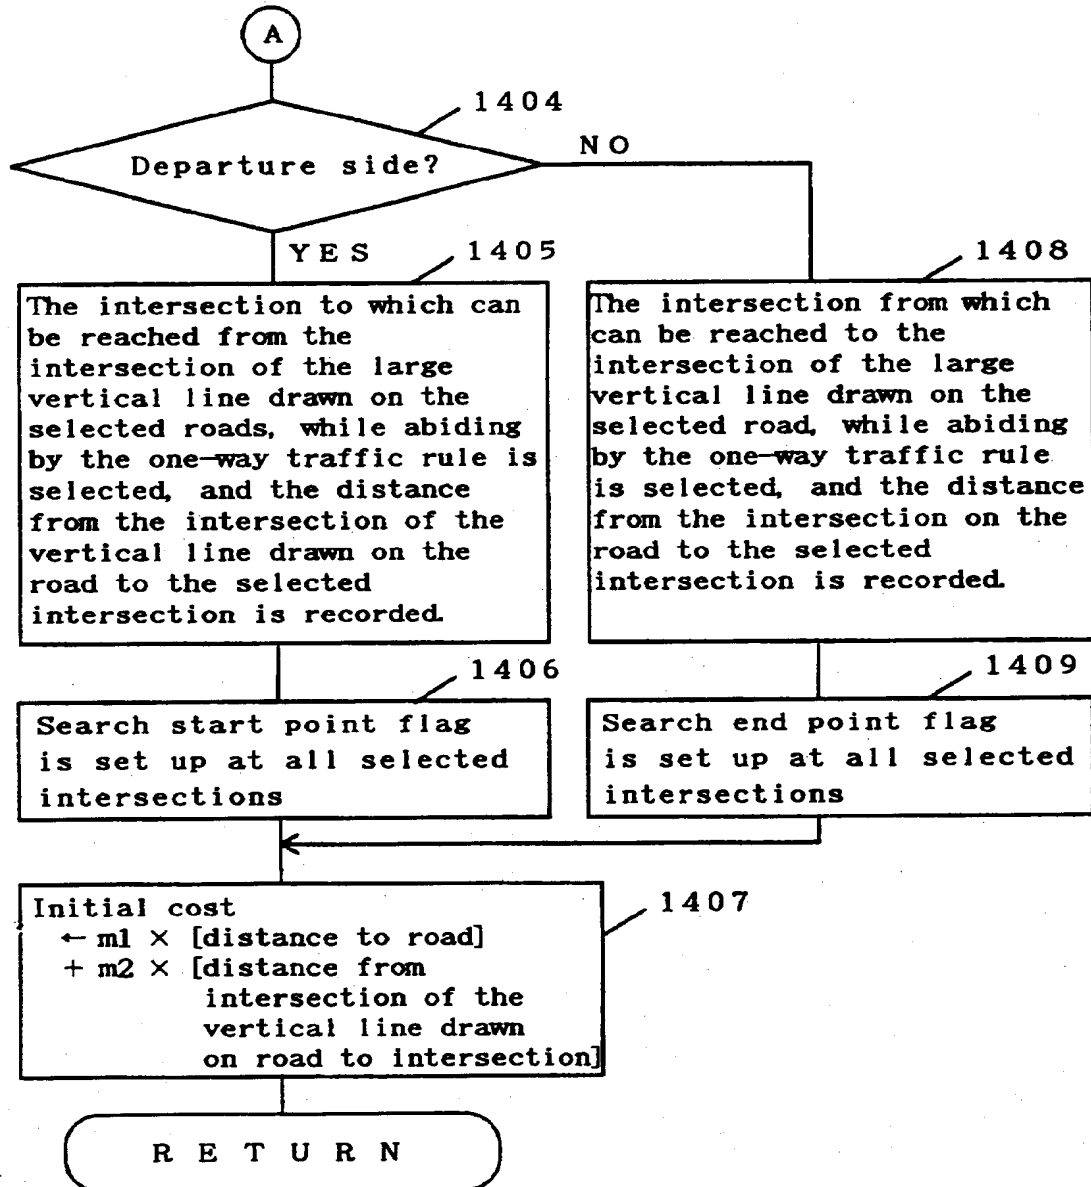 A
1404
Departure side?
NO
YES
1405
The intersection to which can
be reached from the
intersection of the large
vertical line drawn on the
selected roads, while abiding
by the one-way traffic rule is
selected, and the distance
from the intersection of the
vertical line drawn on the
road to the selected
intersection is recorded.
1408
The intersection from which
can be reached to the
intersection of the large
vertical line drawn on the
selected road, while abiding
by the one-way traffic rule
is selected, and the distance
from the intersection on the
road to the selected
intersection is recorded.
1406
Search start point flag
is set up at all selected
intersections
1409
Search end point flag
is set up at all selected
intersections
1407
Initial cost
← m1 × [distance to road]
+ m2 × [distance from
intersection of the
vertical line drawn
on road to intersection]
RETURN